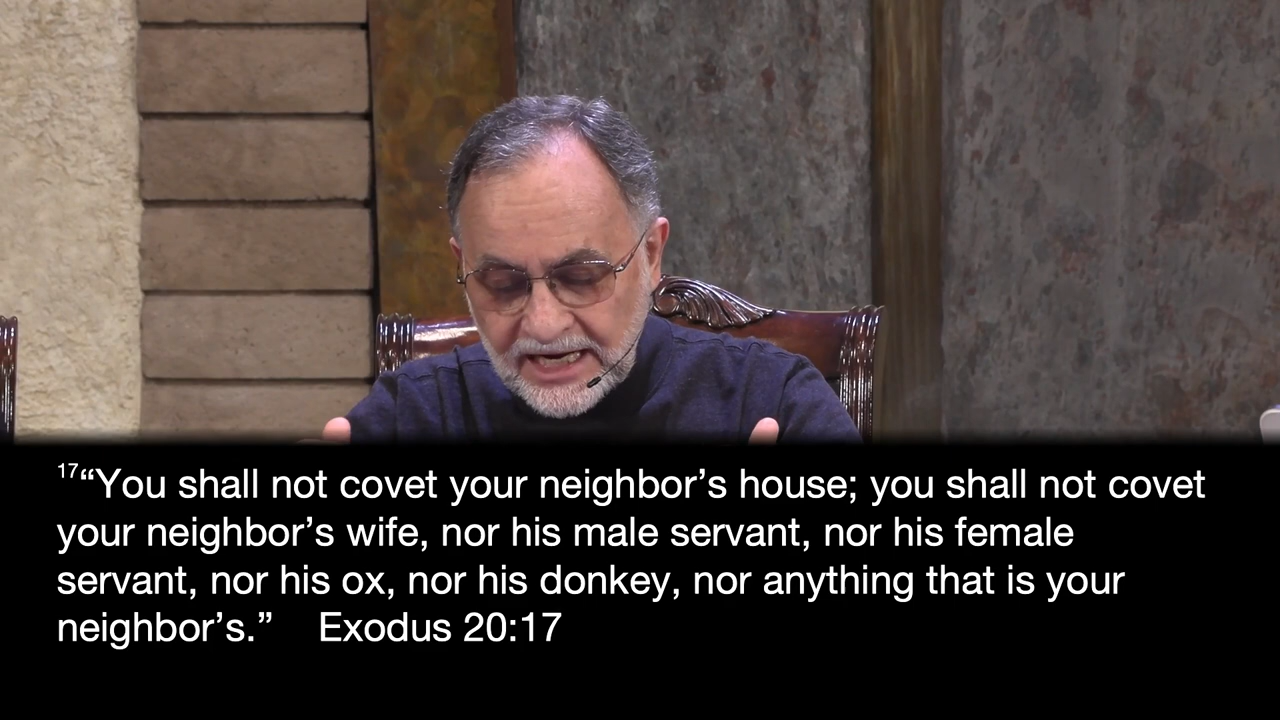 17“You shall not covet your neighbor’s house; you shall not covet
your neighbor’s wife, nor his male servant, nor his female
servant, nor his ox, nor his donkey, nor anything that is your
neighbor’s.” Exodus 20:17